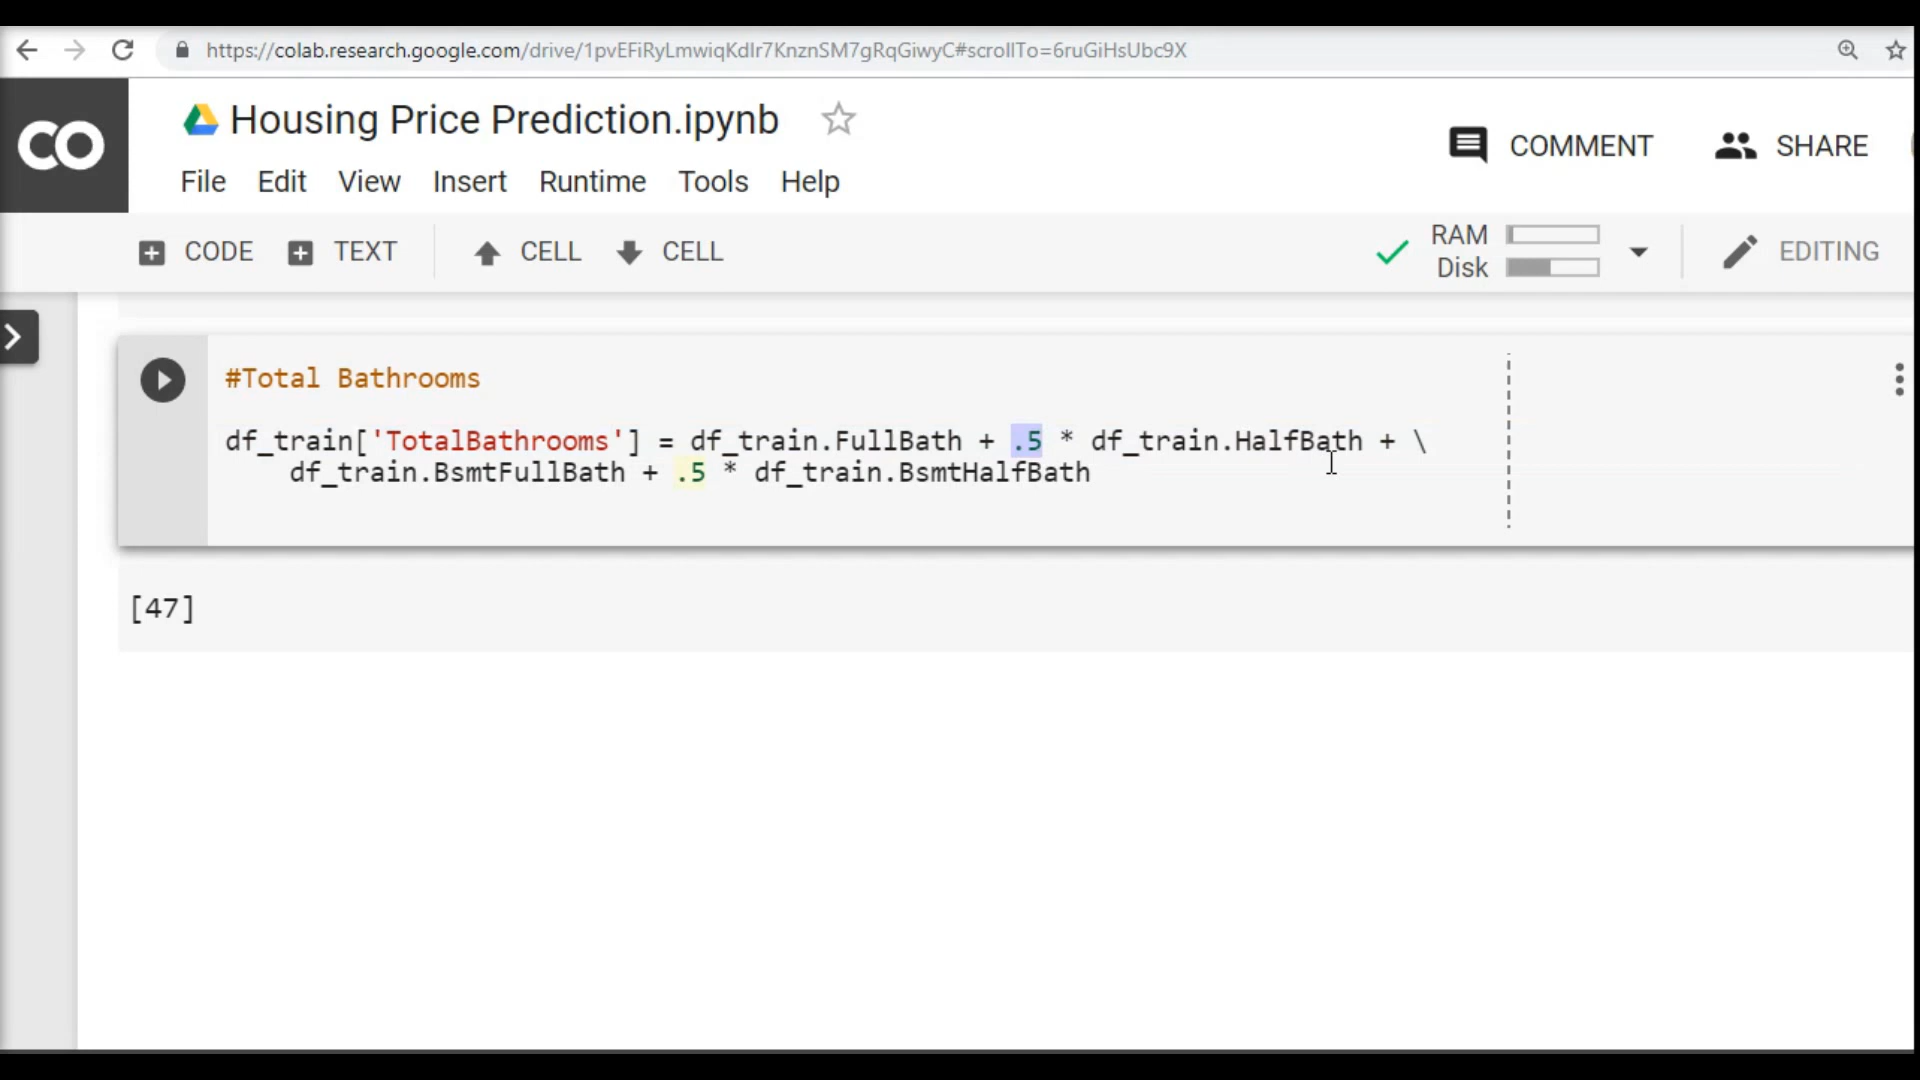 https://colab.research.google.com/drive/1pvEFiRyLmwiqKdIr7KnznSM7gRqGiwyC#scrollTo=6ruGiHsUbc9X
CO
Housing Price Prediction.ipynb
COMMENT SHARE
File Edit View Insert Runtime Tools Help
CODE TEXT CELL CELL
RAM
Disk
EDITING
#Total Bathrooms
df_train['TotalBathrooms'] = df_train.FullBath + .5 * df_train.HalfBath + \
df_train.BsmtFullBath + .5 * df_train.BsmtHalfBath
[47]